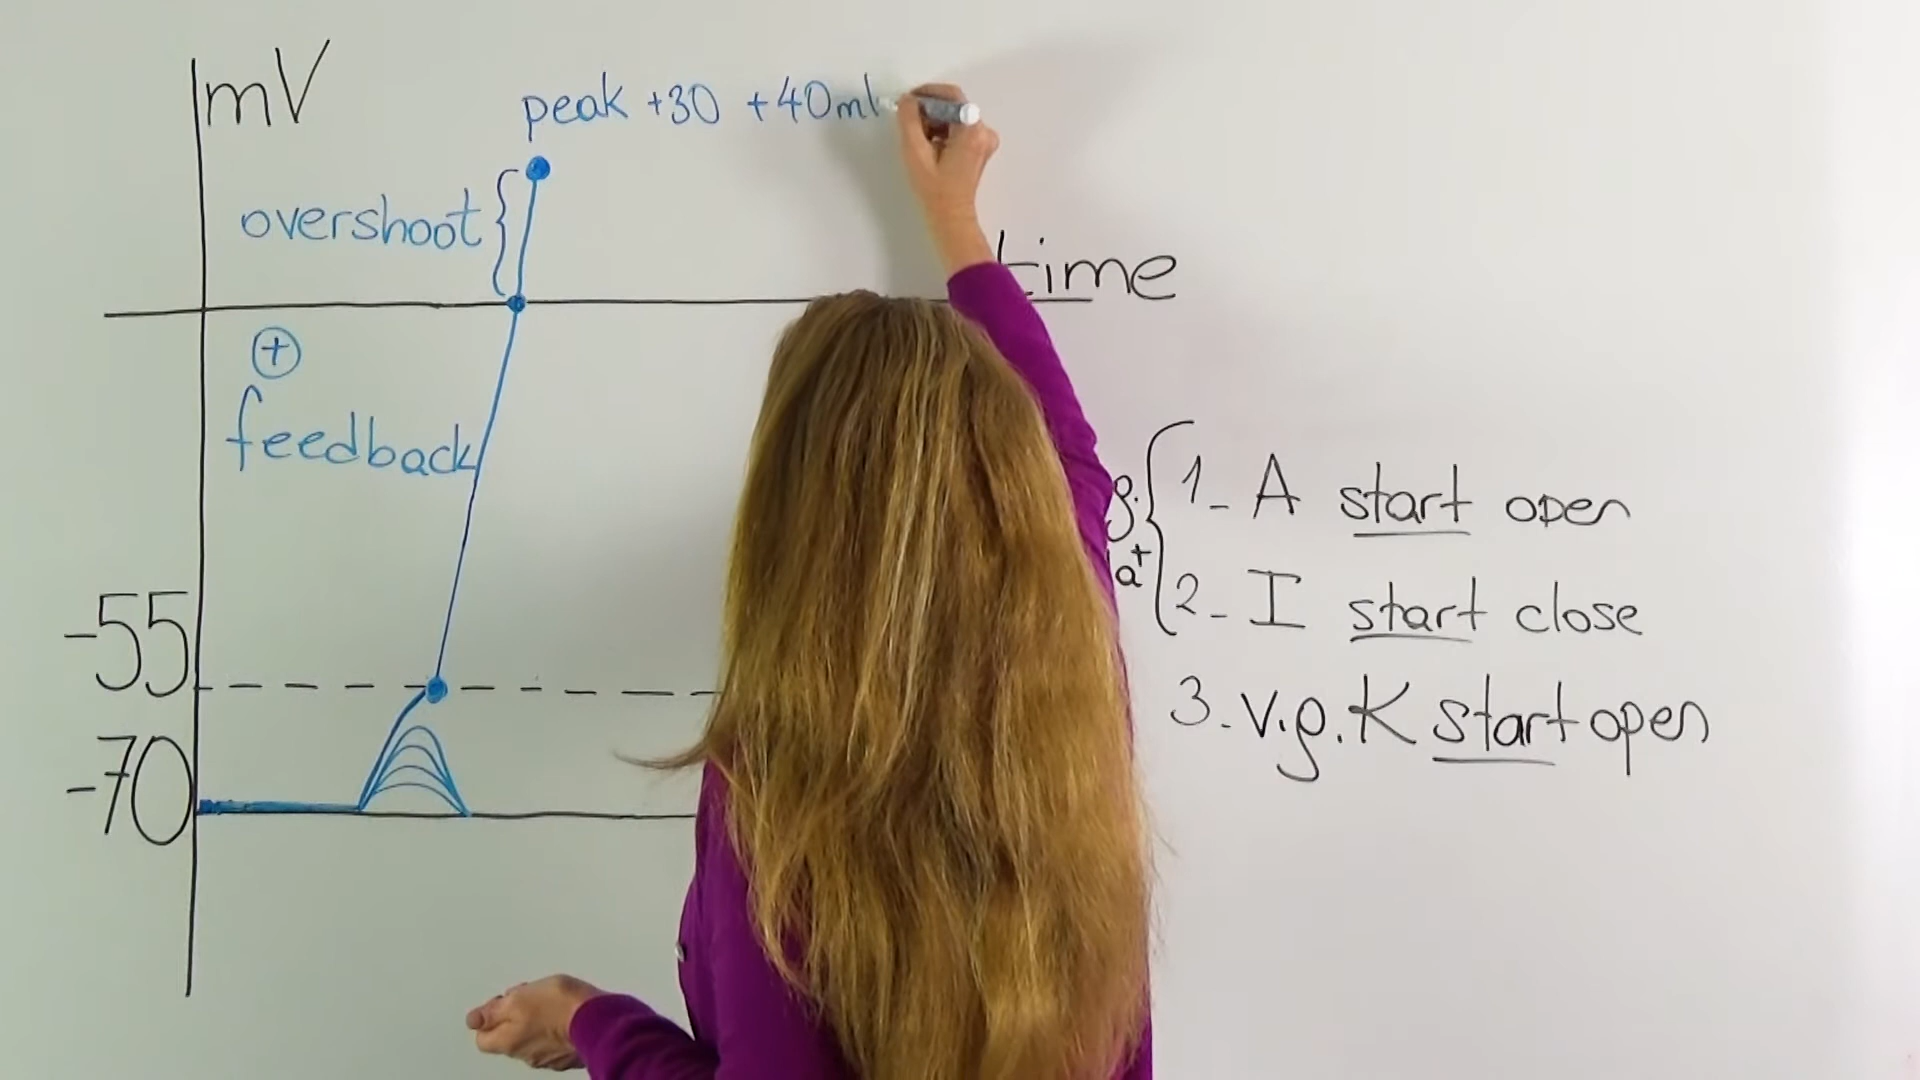 mV
peak +30 +40m
overshoot
time
+
feedback
-55
-70
g.
a+
1- A start open
2- I start close
3. v.g. K start open